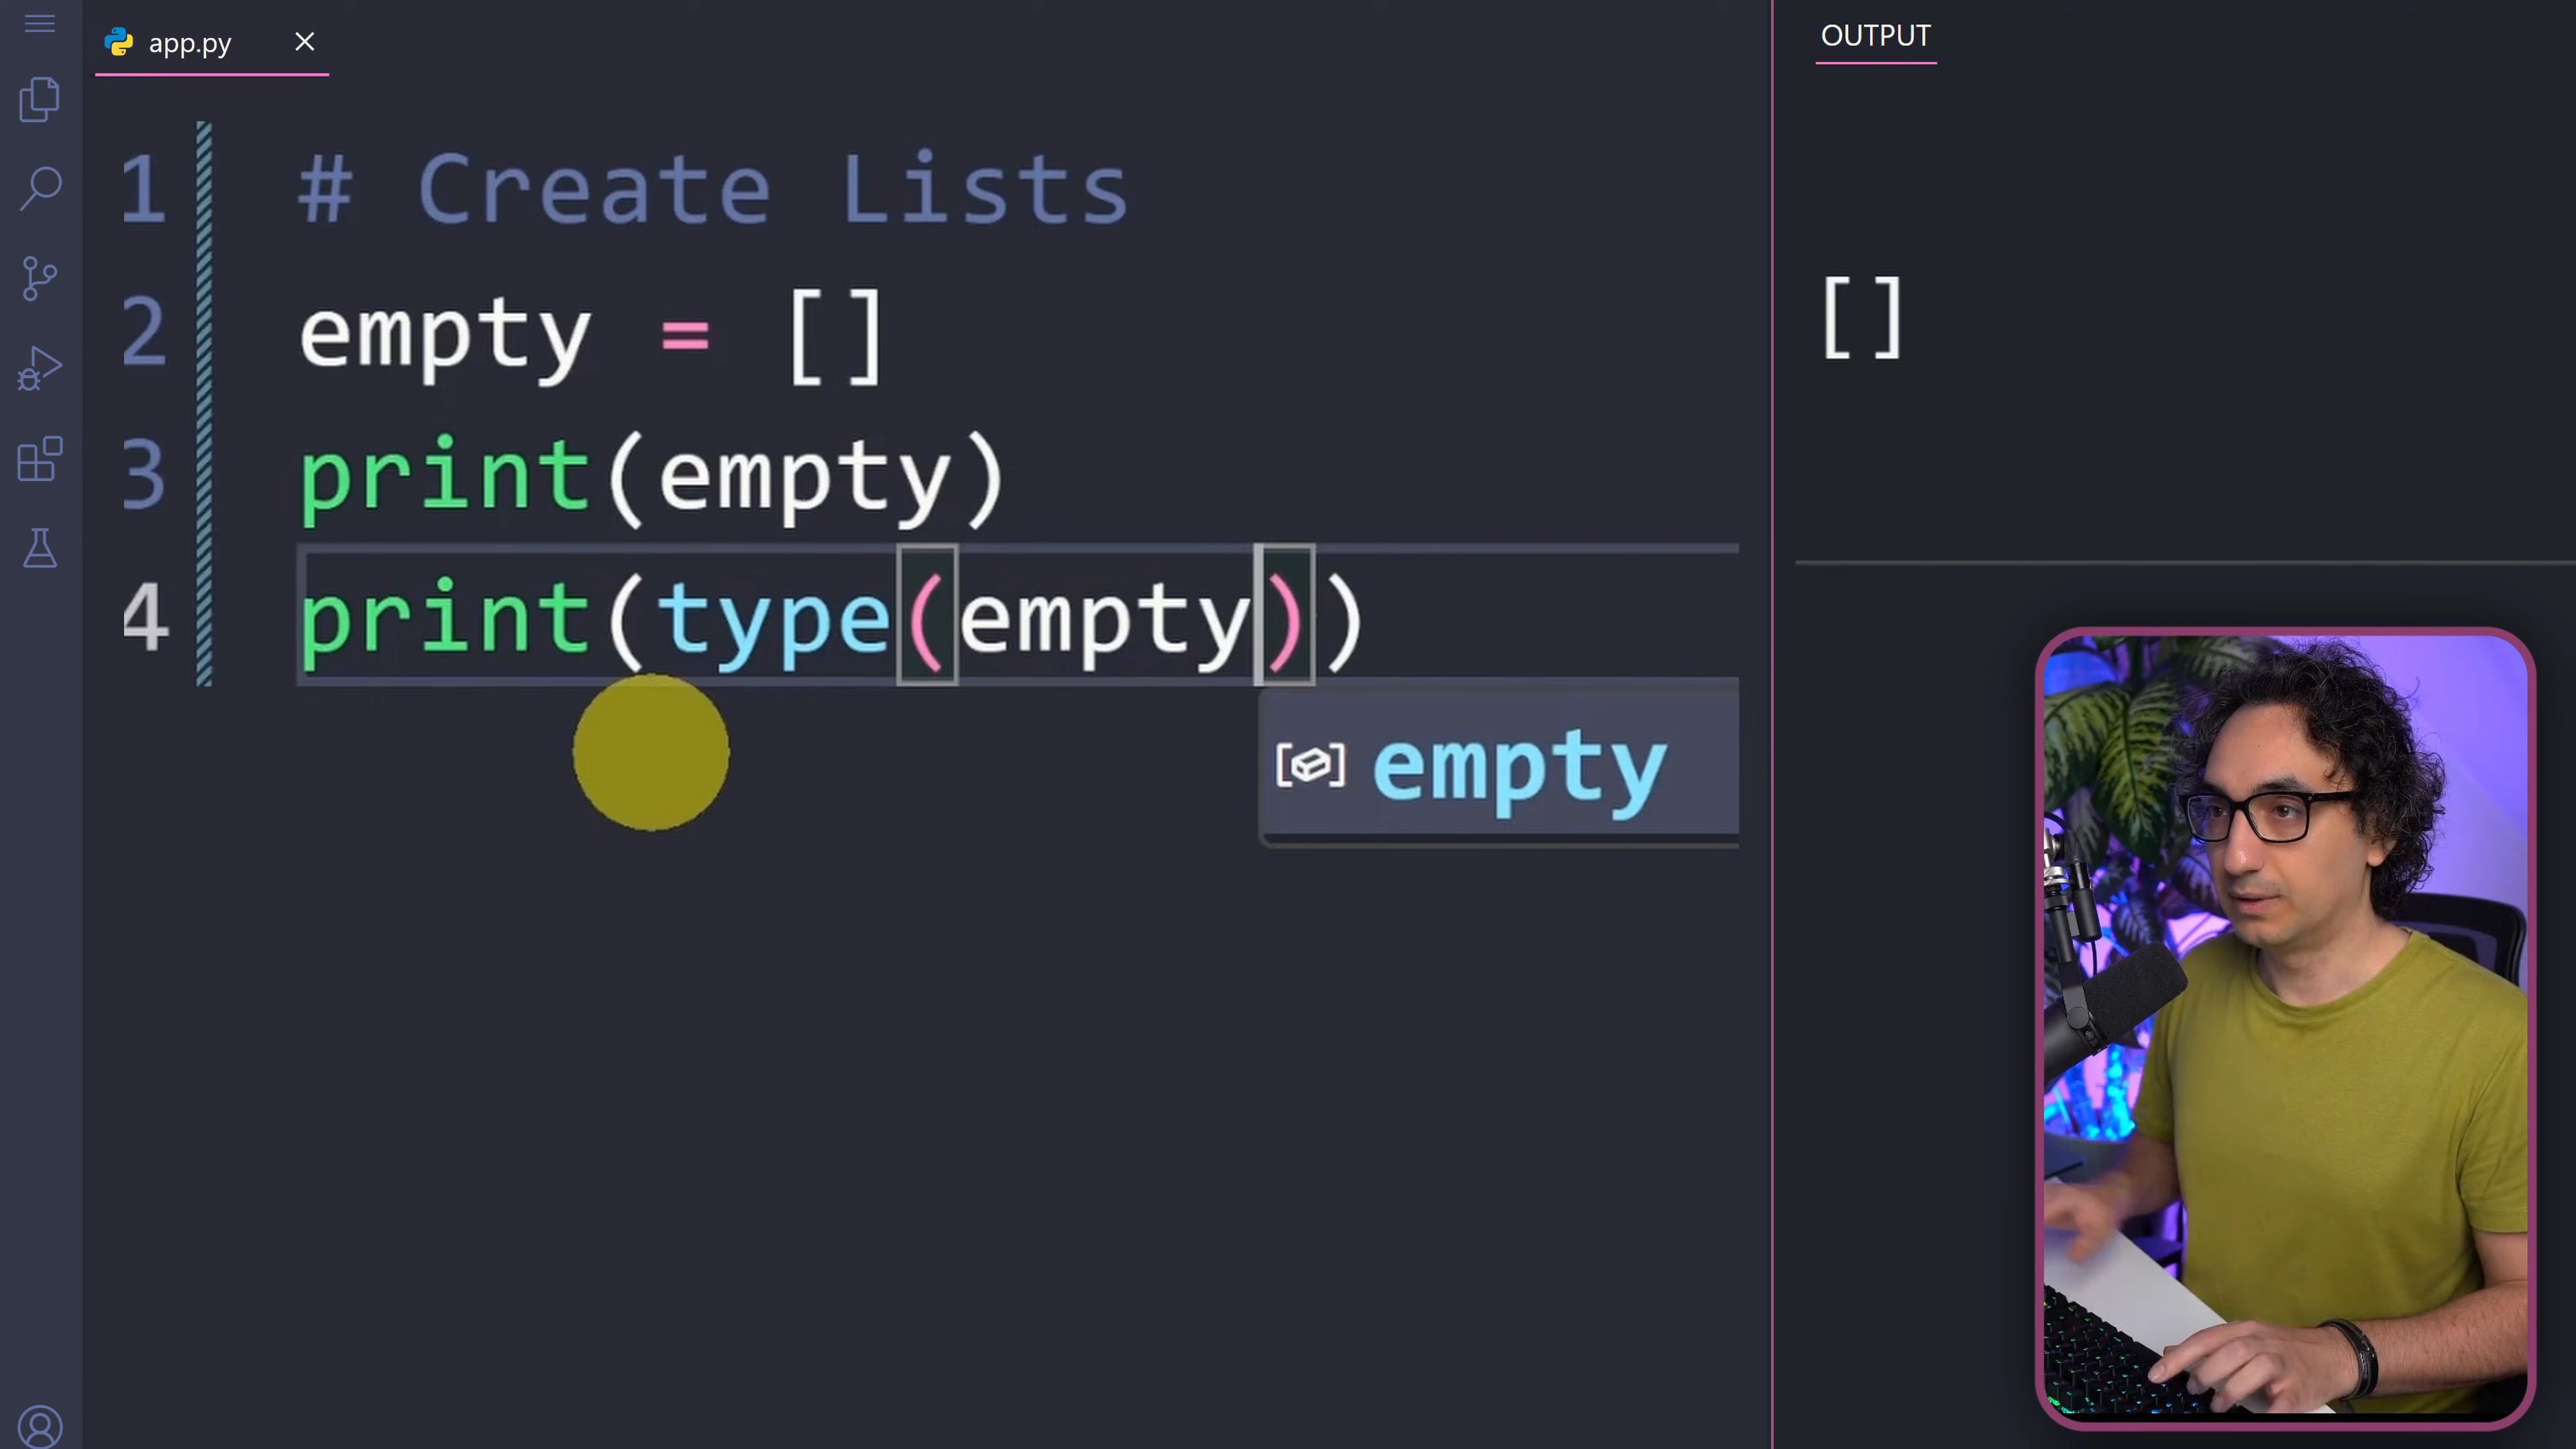 app.py
1 # Create Lists
2 empty = []
3 print(empty)
4 print(type(empty))
empty
OUTPUT
[]